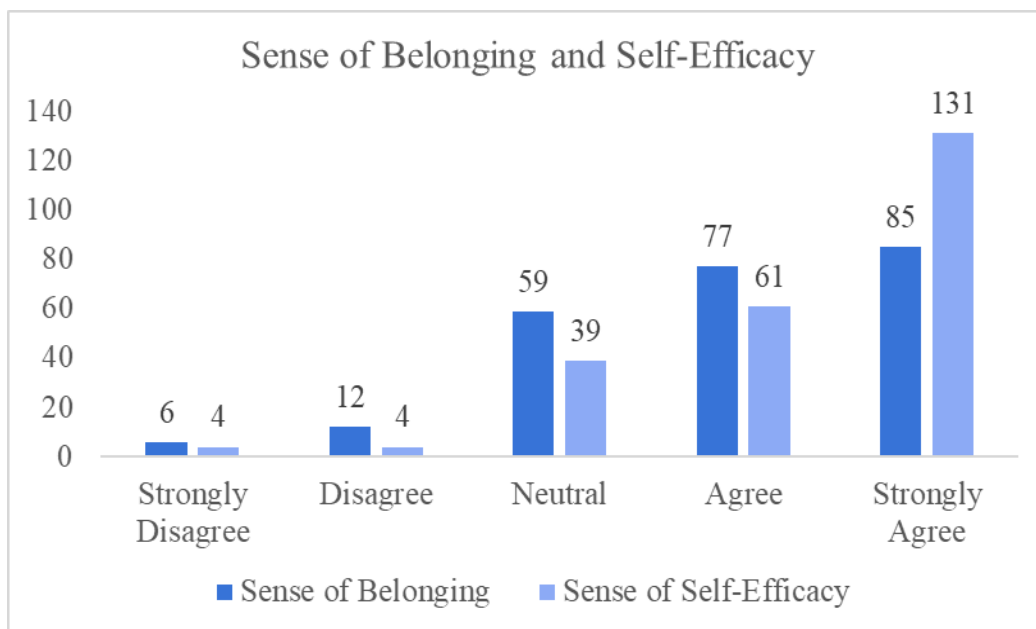 Sense of Belonging and Self-Efficacy
140
120
100
80
60
40
20
0
6
4
12
4
59
39
77
61
85
131
Strongly
Disagree
Disagree
Neutral
Agree
Strongly
Agree
Sense of Belonging
Sense of Self-Efficacy